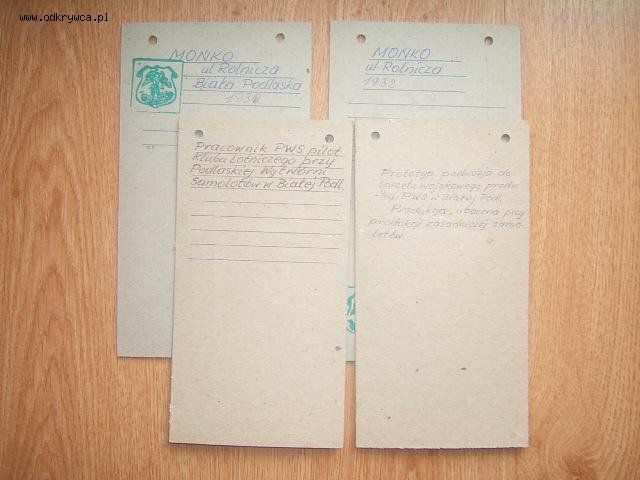 www.odkrywca.pl
MONKO
ul Rolnicza
Biała Podlaska
1938
MONKO
ul Rolnicza
1939
Pracownik PWS pilot
Klubu Lotniczego przy
Podlaskiej Wytwórni
Samolotów w Białej Podl.
Prototyp podwozia do
sprzętu wojskowego produ-
kcji PWS w Białej Podl.
Produkcja uboczna przy
produkcji zasadniczej samo-
lotów.